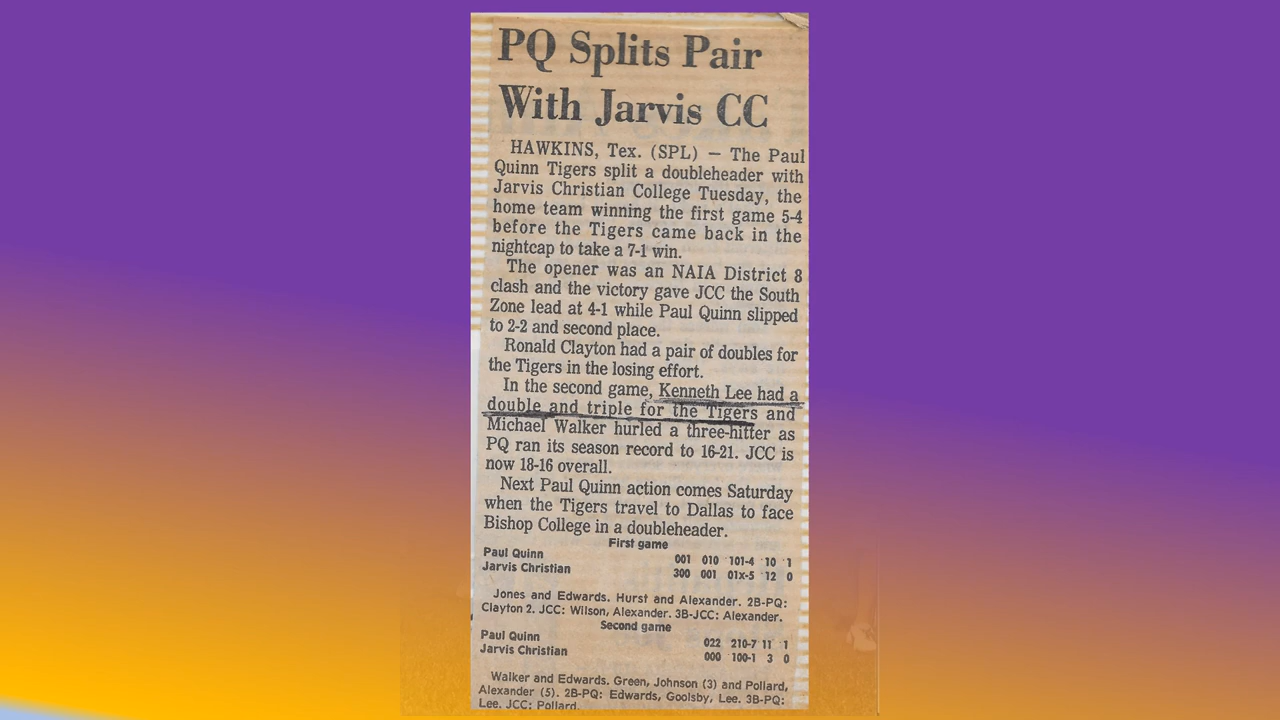 PQ Splits Pair
With Jarvis CC
HAWKINS, Tex. (SPL) — The Paul
Quinn Tigers split a doubleheader with
Jarvis Christian College Tuesday, the
home team winning the first game 5-4
before the Tigers came back in the
nightcap to take a 7-1 win.
The opener was an NAIA District 8
clash and the victory gave JCC the South
Zone lead at 4-1 while Paul Quinn slipped
to 2-2 and second place.
Ronald Clayton had a pair of doubles for
the Tigers in the losing effort.
In the second game, Kenneth Lee had a
double and triple for the Tigers and
Michael Walker hurled a three-hitter as
PQ ran its season record to 16-21. JCC is
now 18-16 overall.
Next Paul Quinn action comes Saturday
when the Tigers travel to Dallas to face
Bishop College in a doubleheader.
First game
Paul Quinn 001 010 101-4 10 1
Jarvis Christian 300 001 01x-5 12 0
Jones and Edwards. Hurst and Alexander. 2B-PQ:
Clayton 2. JCC: Wilson, Alexander. 3B-JCC: Alexander.
Second game
Paul Quinn 022 210-7 11 1
Jarvis Christian 000 100-1 3 0
Walker and Edwards. Green, Johnson (3) and Pollard,
Alexander (5). 2B-PQ: Edwards, Goolsby, Lee. 3B-PQ:
Lee. JCC: Pollard.